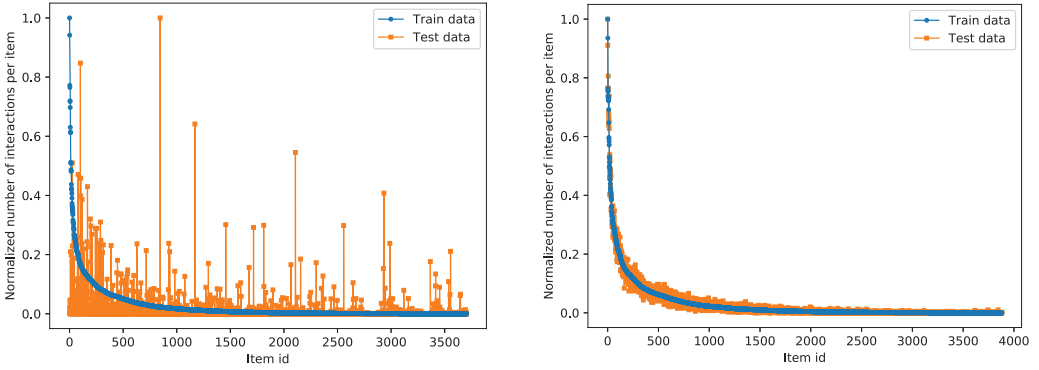 Normalized number of interactions per item
1.0
0.8
0.6
0.4
0.2
0.0
Train data
Test data
0 500 1000 1500 2000 2500 3000 3500
Item id
Normalized number of interactions per item
1.0
0.8
0.6
0.4
0.2
0.0
Train data
Test data
0 500 1000 1500 2000 2500 3000 3500 4000
Item id